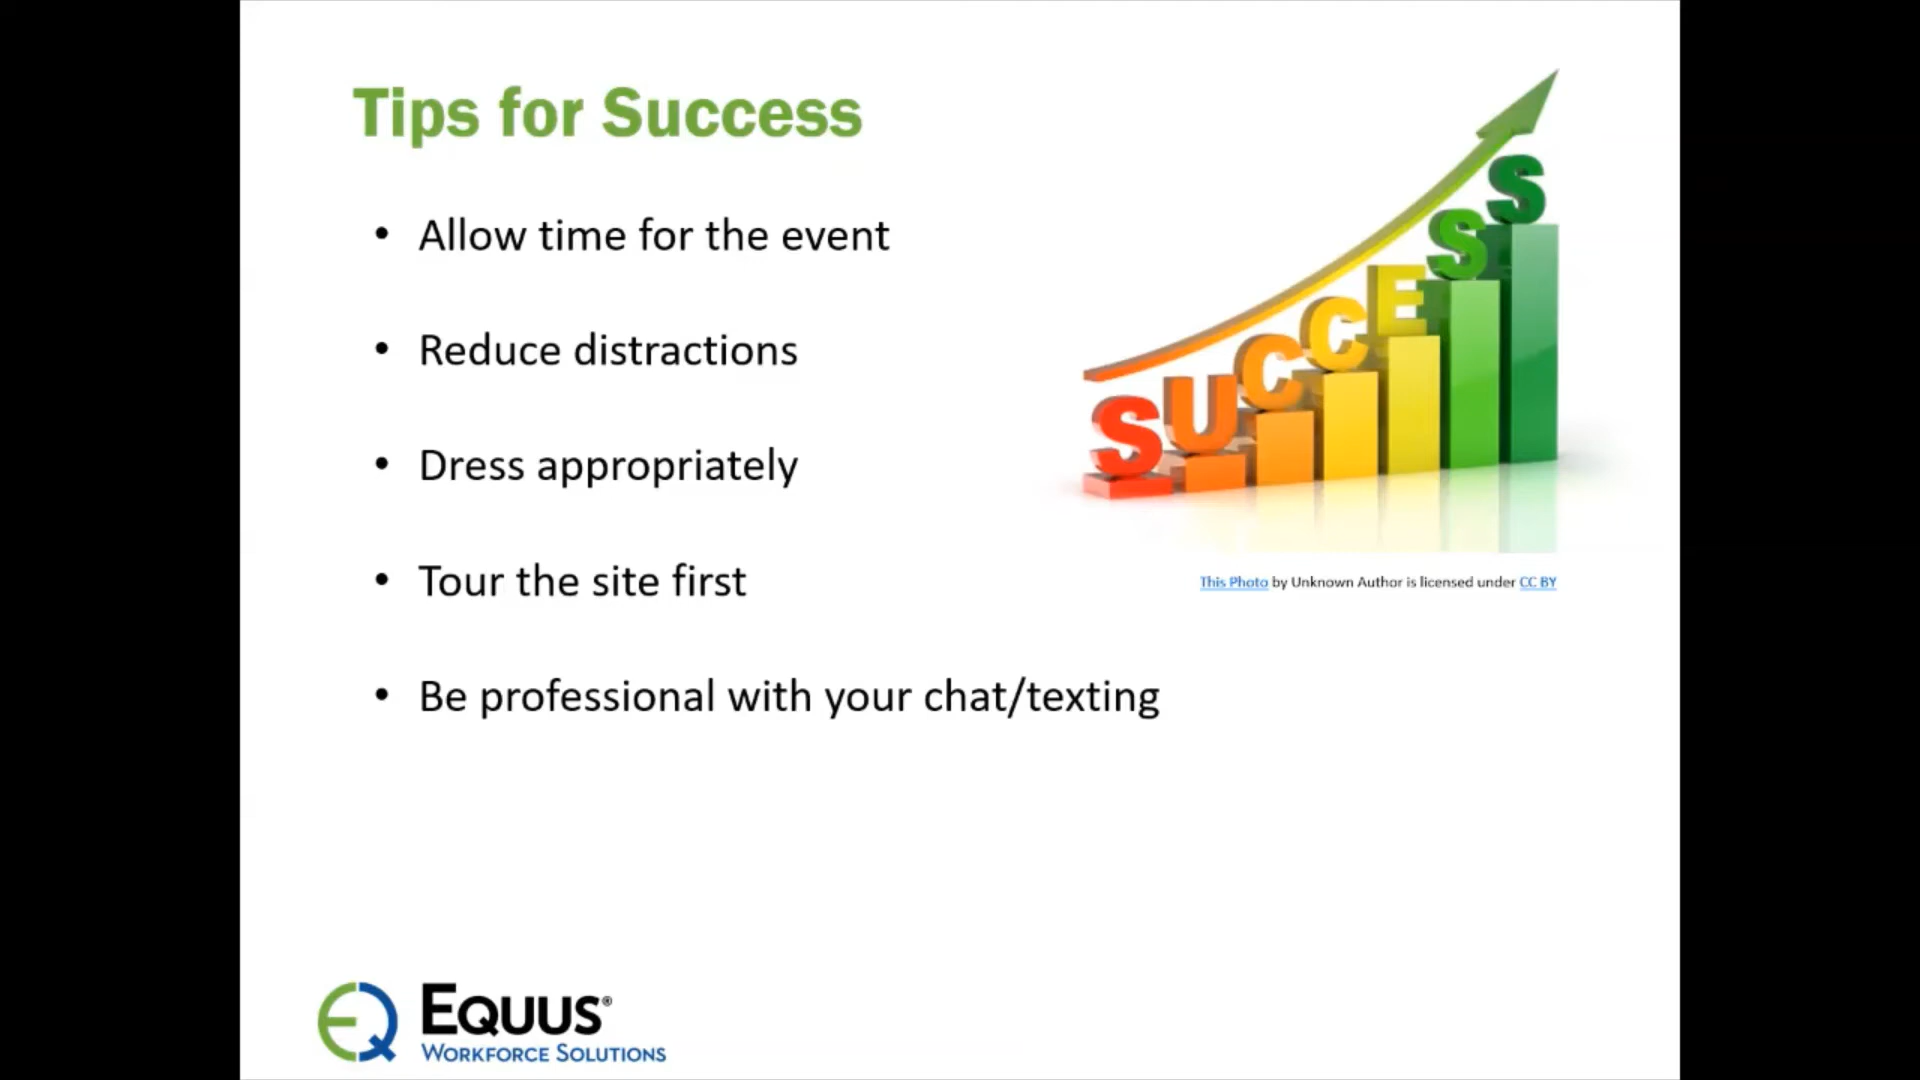 Tips for Success
• Allow time for the event
• Reduce distractions
• Dress appropriately
• Tour the site first
• Be professional with your chat/texting
SUCCESS
This Photo by Unknown Author is licensed under CC BY
EQ EQUUS®
WORKFORCE SOLUTIONS